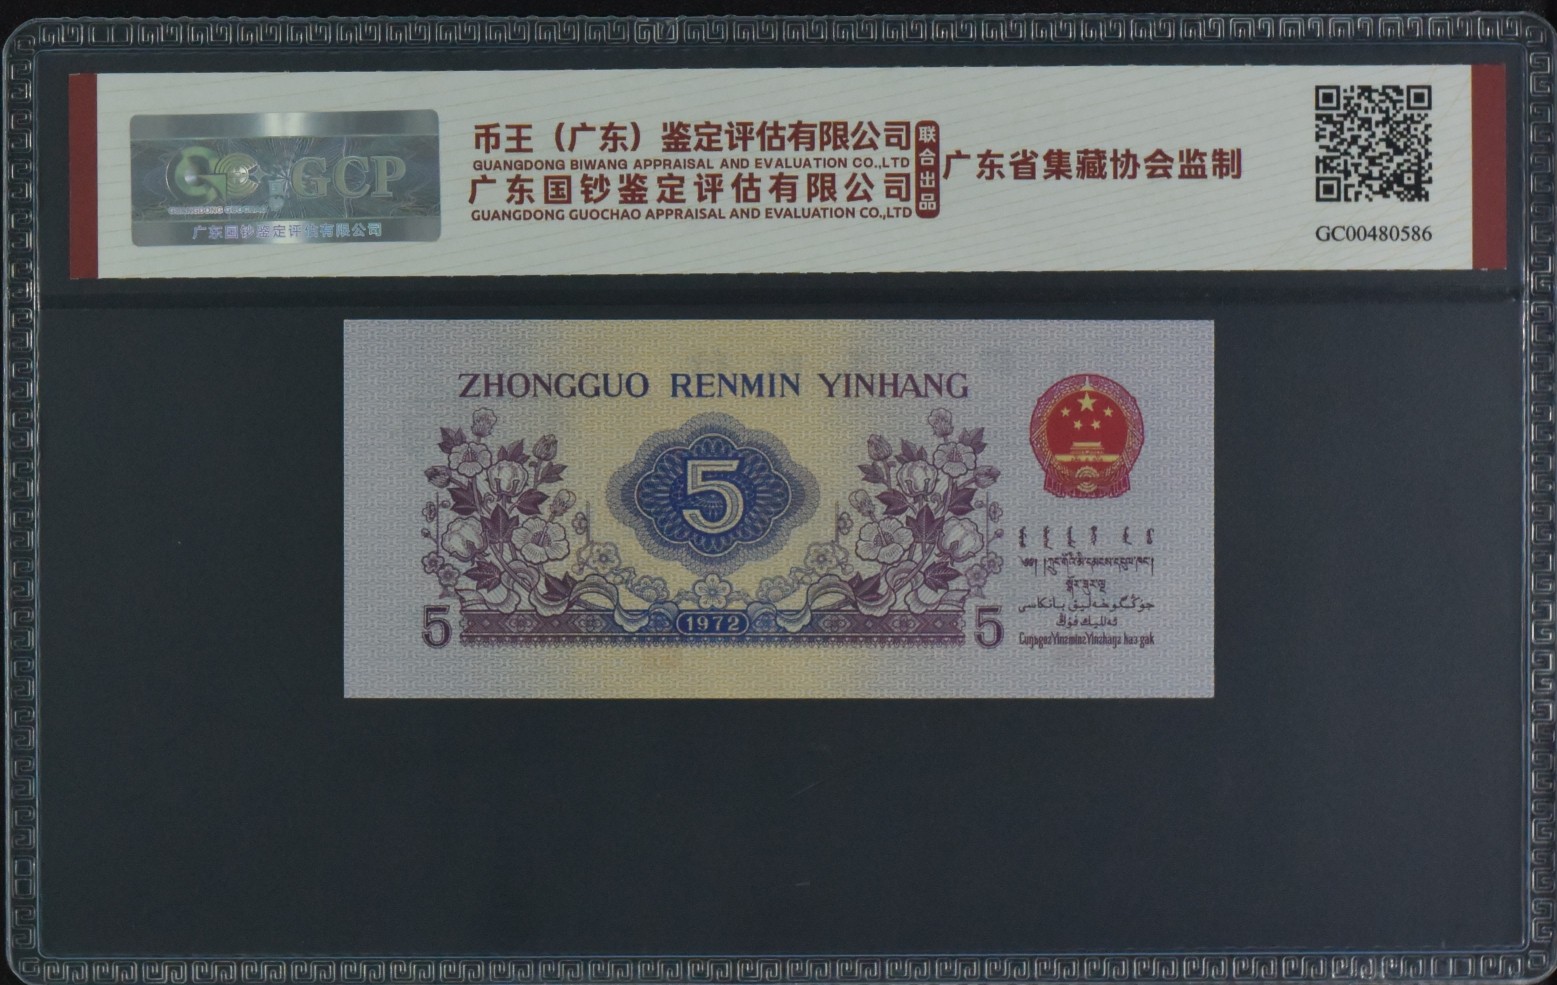 GCP
广东国钞鉴定评估有限公司
币王（广东）鉴定评估有限公司
GUANGDONG BIWANG APPRAISAL AND EVALUATION CO.,LTD
广东国钞鉴定评估有限公司
GUANGDONG GUOCHAO APPRAISAL AND EVALUATION CO.,LTD
联合出品
广东省集藏协会监制
GC00480586
ZHONGGUO RENMIN YINHANG
5
5
1972
5